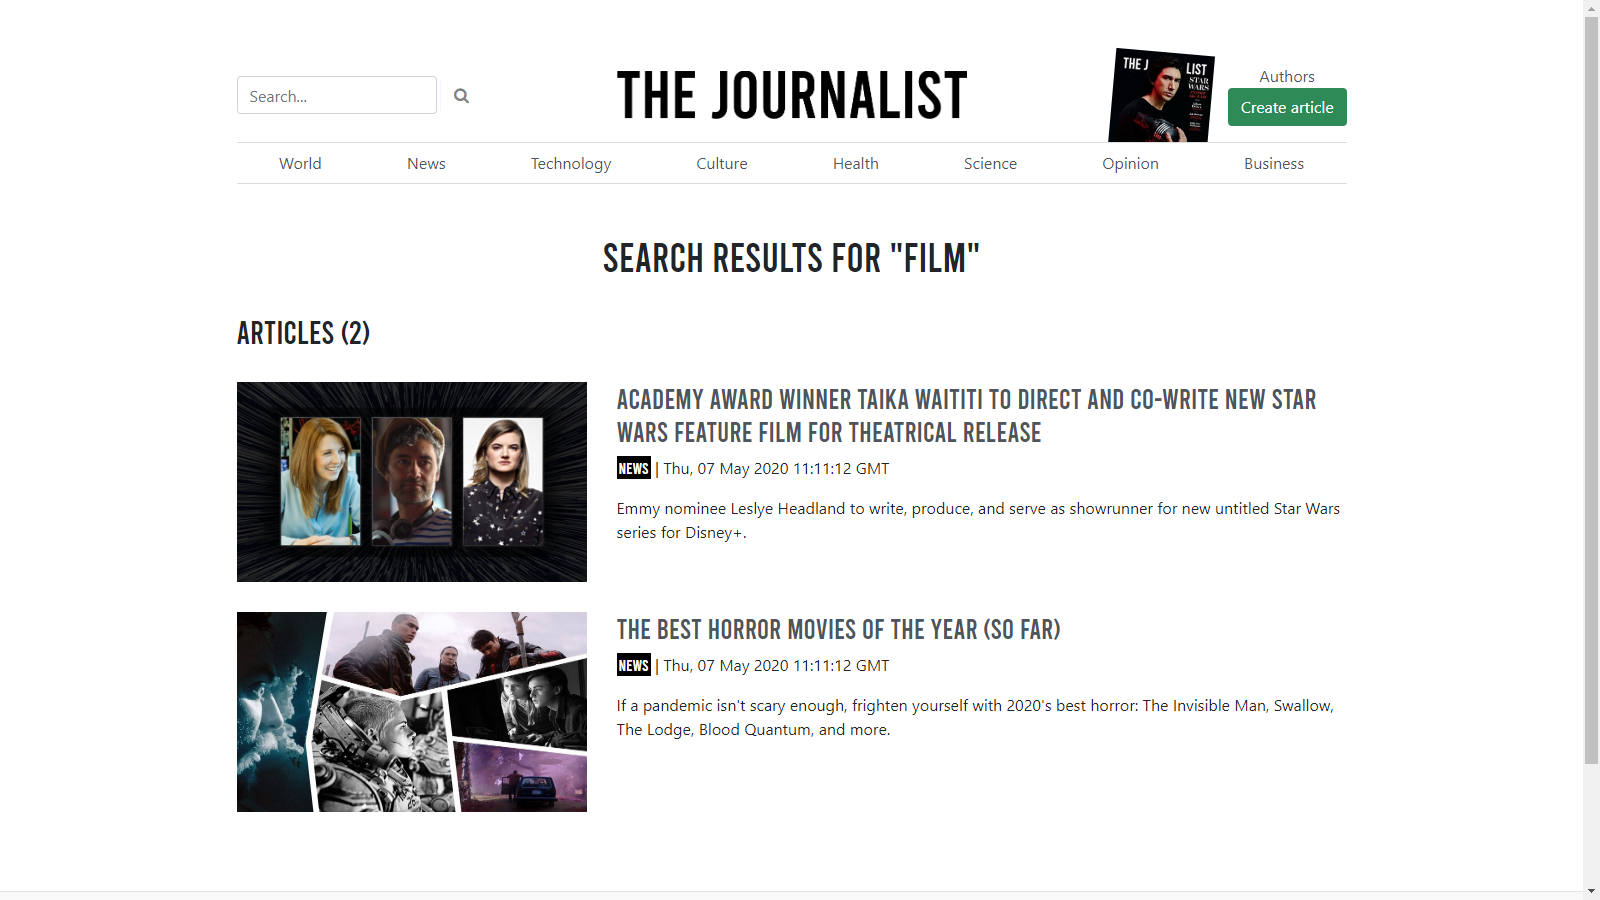 Search...
THE JOURNALIST
THE J LIST
STAR
WARS
Authors
Create article
World News Technology Culture Health Science Opinion Business
SEARCH RESULTS FOR "FILM"
ARTICLES (2)
ACADEMY AWARD WINNER TAIKA WAITITI TO DIRECT AND CO-WRITE NEW STAR
WARS FEATURE FILM FOR THEATRICAL RELEASE
NEWS | Thu, 07 May 2020 11:11:12 GMT
Emmy nominee Leslye Headland to write, produce, and serve as showrunner for new untitled Star Wars
series for Disney+.
THE BEST HORROR MOVIES OF THE YEAR (SO FAR)
NEWS | Thu, 07 May 2020 11:11:12 GMT
If a pandemic isn't scary enough, frighten yourself with 2020's best horror: The Invisible Man, Swallow,
The Lodge, Blood Quantum, and more.